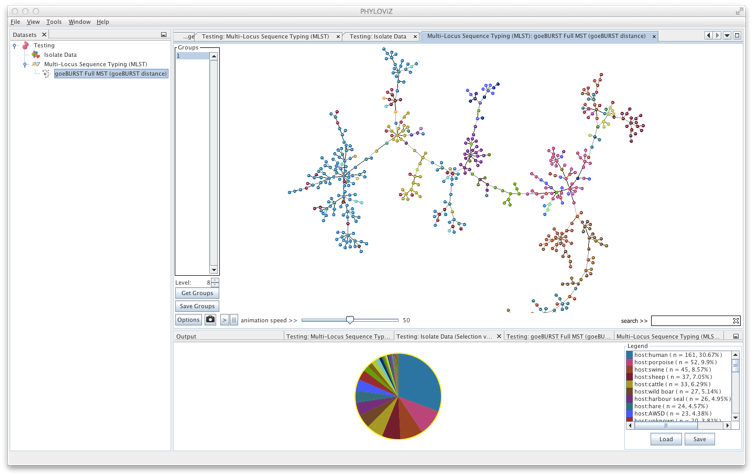 PHYLOViZ
File View Tools Window Help
Datasets
Testing
Isolate Data
Multi-Locus Sequence Typing (MLST)
goeBURST Full MST (goeBURST distance)
...ge
Testing: Multi-Locus Sequence Typing (MLST)
Testing: Isolate Data
Multi-Locus Sequence Typing (MLST): goeBURST Full MST (goeBURST distance)
Groups
1
Level: 8
Get Groups
Save Groups
Options
animation speed >> 50
search >>
Output
Testing: Multi-Locus Sequence Typ...
Testing: Isolate Data (Selection v...
Testing: goeBURST Full MST (goeBU...
Multi-Locus Sequence Typing (MLS...
Legend
host:human ( n = 161, 30.67%)
host:porpoise ( n = 52, 9.9%)
host:swine ( n = 45, 8.57%)
host:sheep ( n = 37, 7.05%)
host:cattle ( n = 33, 6.29%)
host:wild boar ( n = 27, 5.14%)
host:harbour seal ( n = 26, 4.95%)
host:hare ( n = 24, 4.57%)
host:AWSD ( n = 23, 4.38%)
host:unknown ( n = 20, 3.81%)
Load
Save